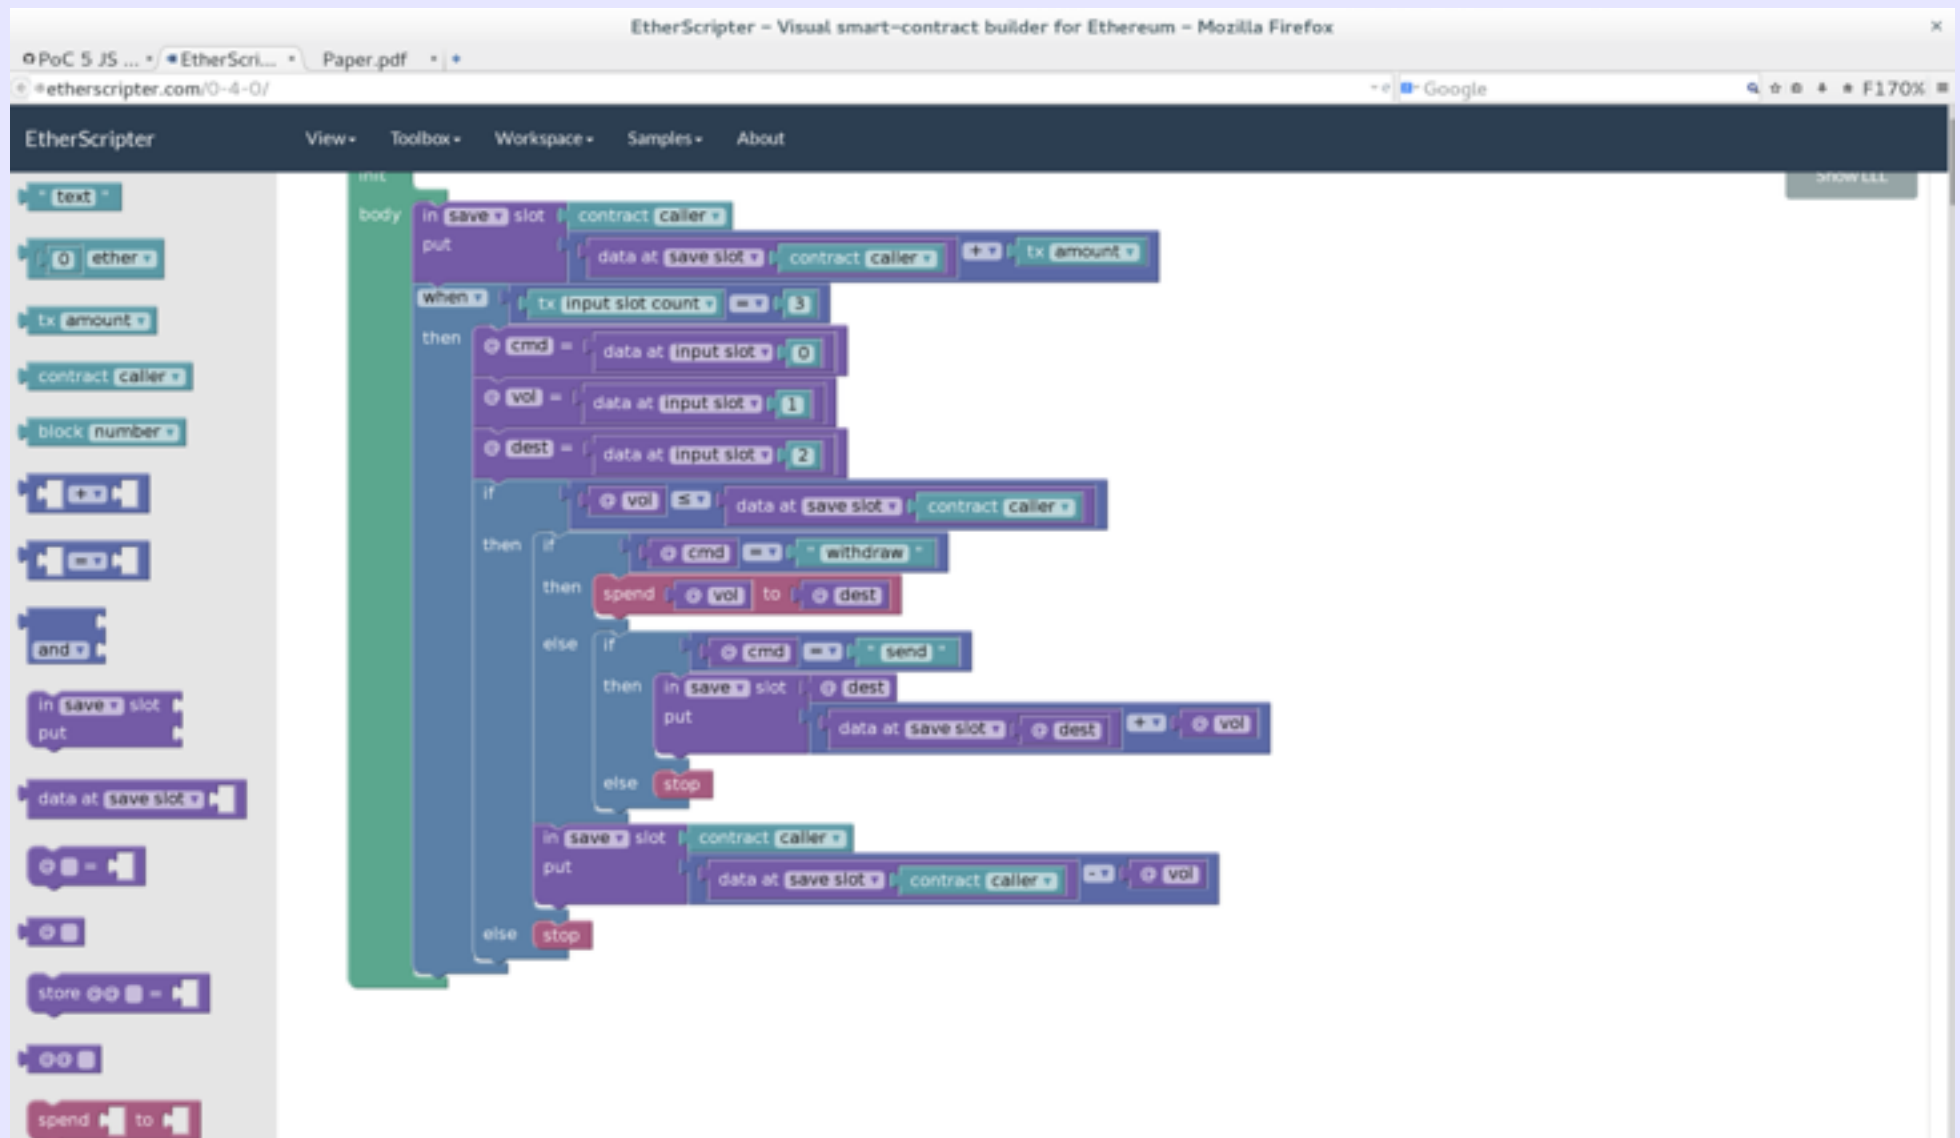 EtherScripter – Visual smart-contract builder for Ethereum – Mozilla Firefox
PoC 5 JS ... EtherScri... Paper.pdf
etherscripter.com/0-4-0/ Google F170%
EtherScripter View Toolbox Workspace Samples About
" text "
0 ether
tx amount
contract caller
block number
+
=
and
in save slot
put
data at save slot
@ =
@
store @@ =
@@
spend to
init
Show LLL
body in save slot contract caller
put data at save slot contract caller + tx amount
when tx input slot count = 3
then @ cmd = data at input slot 0
@ vol = data at input slot 1
@ dest = data at input slot 2
if @ vol ≤ data at save slot contract caller
then if @ cmd = " withdraw "
then spend @ vol to @ dest
else if @ cmd = " send "
then in save slot @ dest
put data at save slot @ dest + @ vol
else stop
in save slot contract caller
put data at save slot contract caller - @ vol
else stop